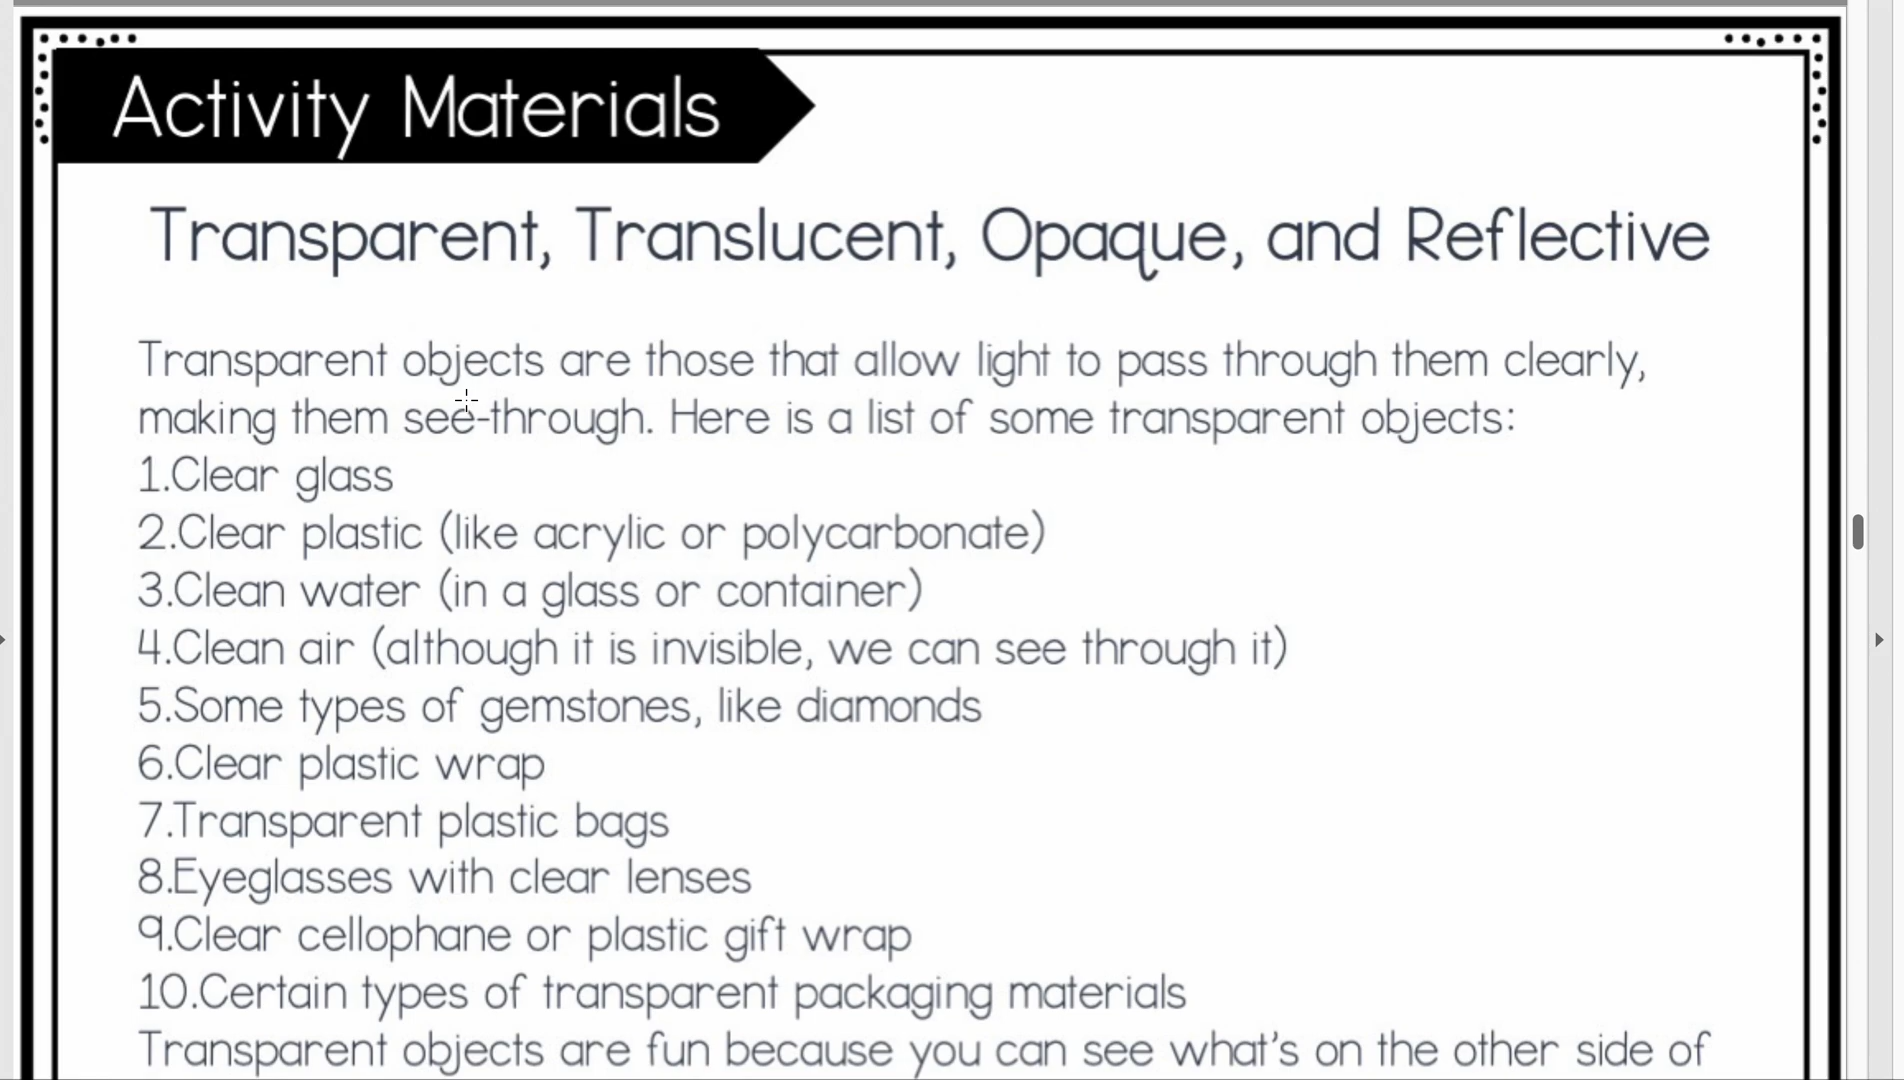 Activity Materials
Transparent, Translucent, Opaque, and Reflective
Transparent objects are those that allow light to pass through them clearly,
making them see-through. Here is a list of some transparent objects:
1.Clear glass
2.Clear plastic (like acrylic or polycarbonate)
3.Clean water (in a glass or container)
4.Clean air (although it is invisible, we can see through it)
5.Some types of gemstones, like diamonds
6.Clear plastic wrap
7.Transparent plastic bags
8.Eyeglasses with clear lenses
9.Clear cellophane or plastic gift wrap
10.Certain types of transparent packaging materials
Transparent objects are fun because you can see what's on the other side of